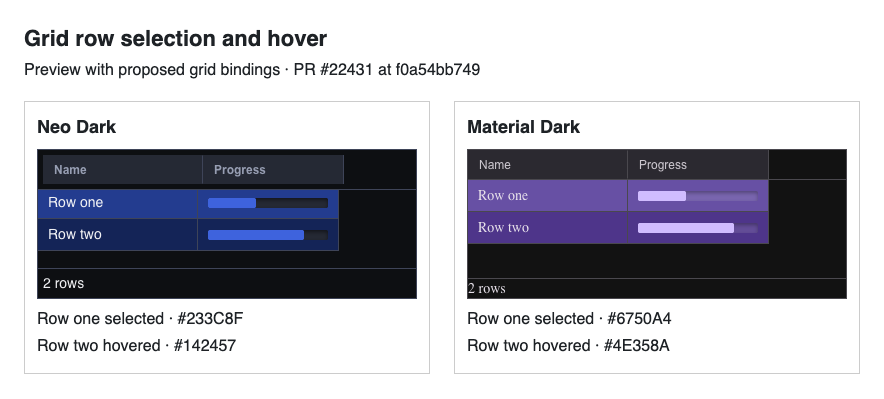 Grid row selection and hover
Preview with proposed grid bindings · PR #22431 at f0a54bb749
Neo Dark
Name Progress
Row one
Row two
2 rows
Row one selected · #233C8F
Row two hovered · #142457
Material Dark
Name Progress
Row one
Row two
2 rows
Row one selected · #6750A4
Row two hovered · #4E358A